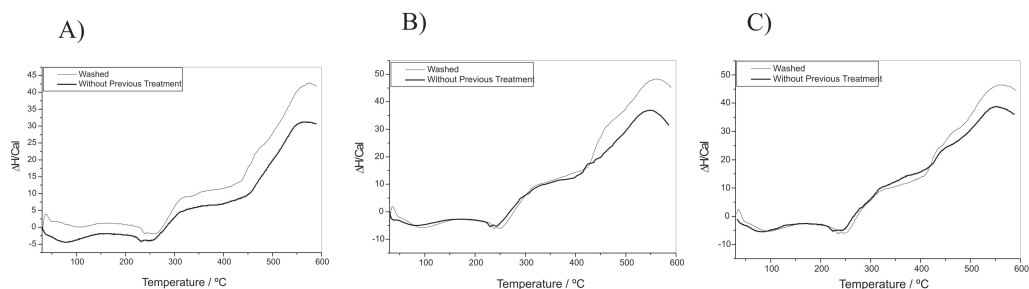 A)
B)
C)
Washed
Without Previous Treatment
45
40
35
30
25
20
15
10
5
0
-5
ΔH/Cal
100 200 300 400 500 600
Temperature / ºC
Washed
Without Previous Treatment
50
40
30
20
10
0
-10
ΔH/Cal
100 200 300 400 500 600
Temperature / ºC
Washed
Without Previous Treatment
50
40
30
20
10
0
-10
ΔH/Cal
100 200 300 400 500 600
Temperature / ºC